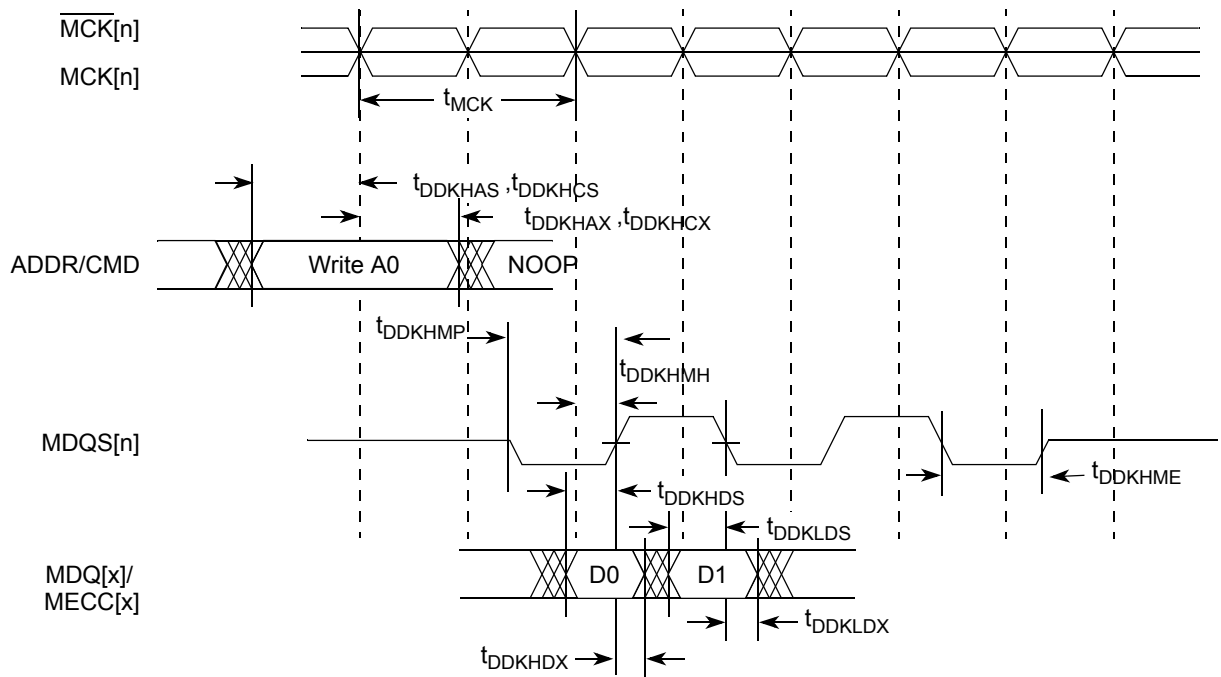 MCK[n]
MCK[n]
tMCK
tDDKHAS ,tDDKHCS
tDDKHAX ,tDDKHCX
ADDR/CMD
Write A0
NOOP
tDDKHMP
tDDKHMH
MDQS[n]
tDDKHME
tDDKHDS
tDDKLDS
MDQ[x]/
MECC[x]
D0
D1
tDDKLDX
tDDKHDX